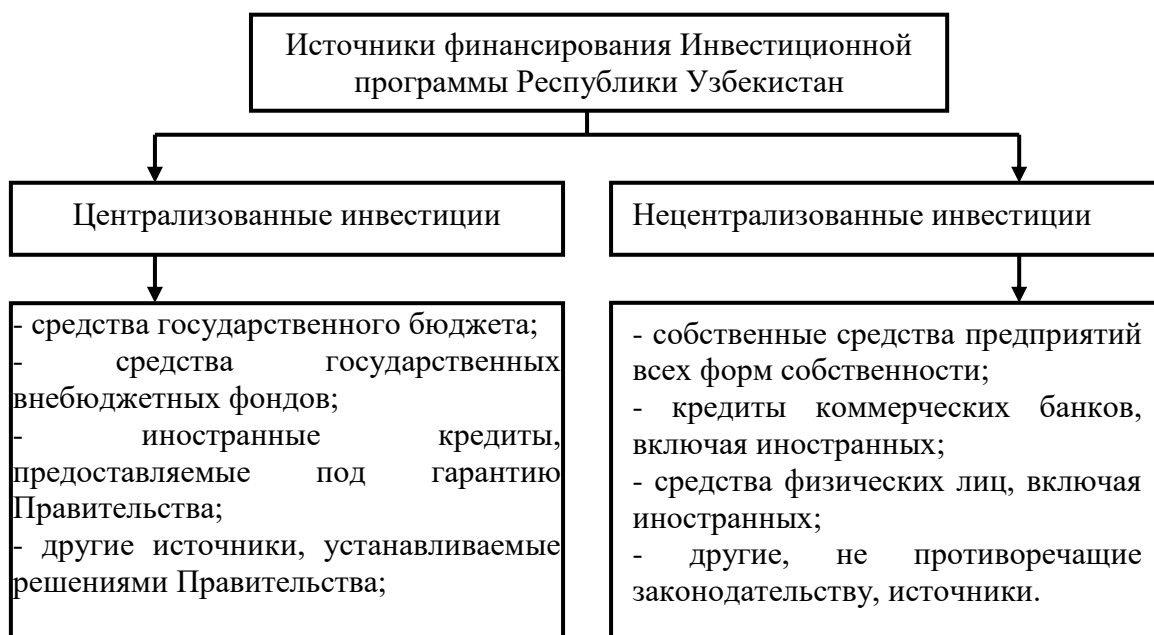 Источники финансирования Инвестиционной
программы Республики Узбекистан
Централизованные инвестиции
Нецентрализованные инвестиции
- средства государственного бюджета;
- средства государственных
внебюджетных фондов;
- иностранные кредиты,
предоставляемые под гарантию
Правительства;
- другие источники, устанавливаемые
решениями Правительства;
- собственные средства предприятий
всех форм собственности;
- кредиты коммерческих банков,
включая иностранных;
- средства физических лиц, включая
иностранных;
- другие, не противоречащие
законодательству, источники.